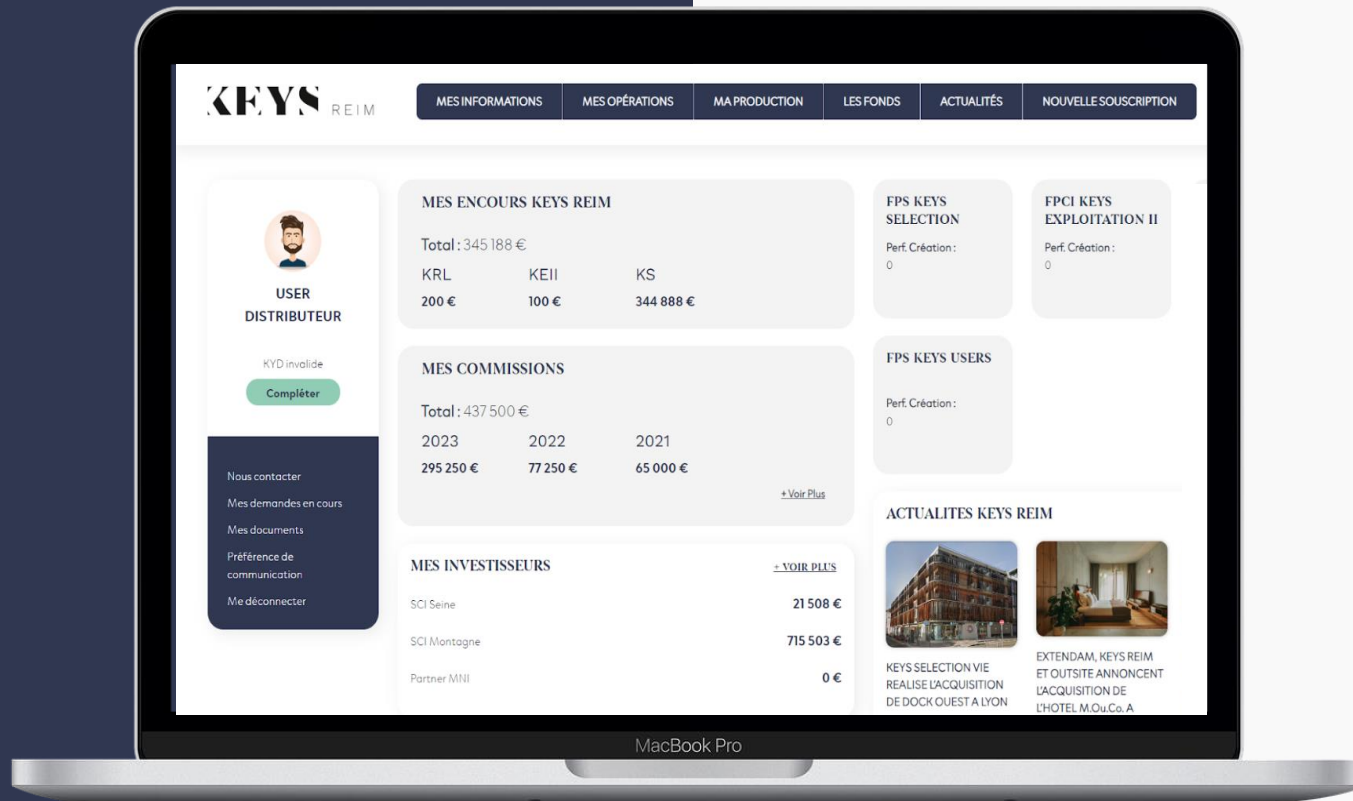 KEYS REIM
MES INFORMATIONS
MES OPÉRATIONS
MA PRODUCTION
LES FONDS
ACTUALITÉS
NOUVELLE SOUSCRIPTION
USER
DISTRIBUTEUR
KYD invalide
Compléter
Nous contacter
Mes demandes en cours
Mes documents
Préférence de
communication
Me déconnecter
MES ENCOURS KEYS REIM
Total : 345 188 €
KRL KEII KS
200 € 100 € 344 888 €
MES COMMISSIONS
Total : 437 500 €
2023 2022 2021
295 250 € 77 250 € 65 000 €
+ Voir Plus
MES INVESTISSEURS
+ VOIR PLUS
SCI Seine 21 508 €
SCI Montagne 715 503 €
Partner MNI 0 €
FPS KEYS
SELECTION
Perf. Création :
0
FPCI KEYS
EXPLOITATION II
Perf. Création :
0
FPS KEYS USERS
Perf. Création :
0
ACTUALITES KEYS REIM
KEYS SELECTION VIE
REALISE L'ACQUISITION
DE DOCK OUEST A LYON
EXTENDAM, KEYS REIM
ET OUTSITE ANNONCENT
L'ACQUISITION DE
L'HOTEL M.Ou.Co. A
MacBook Pro